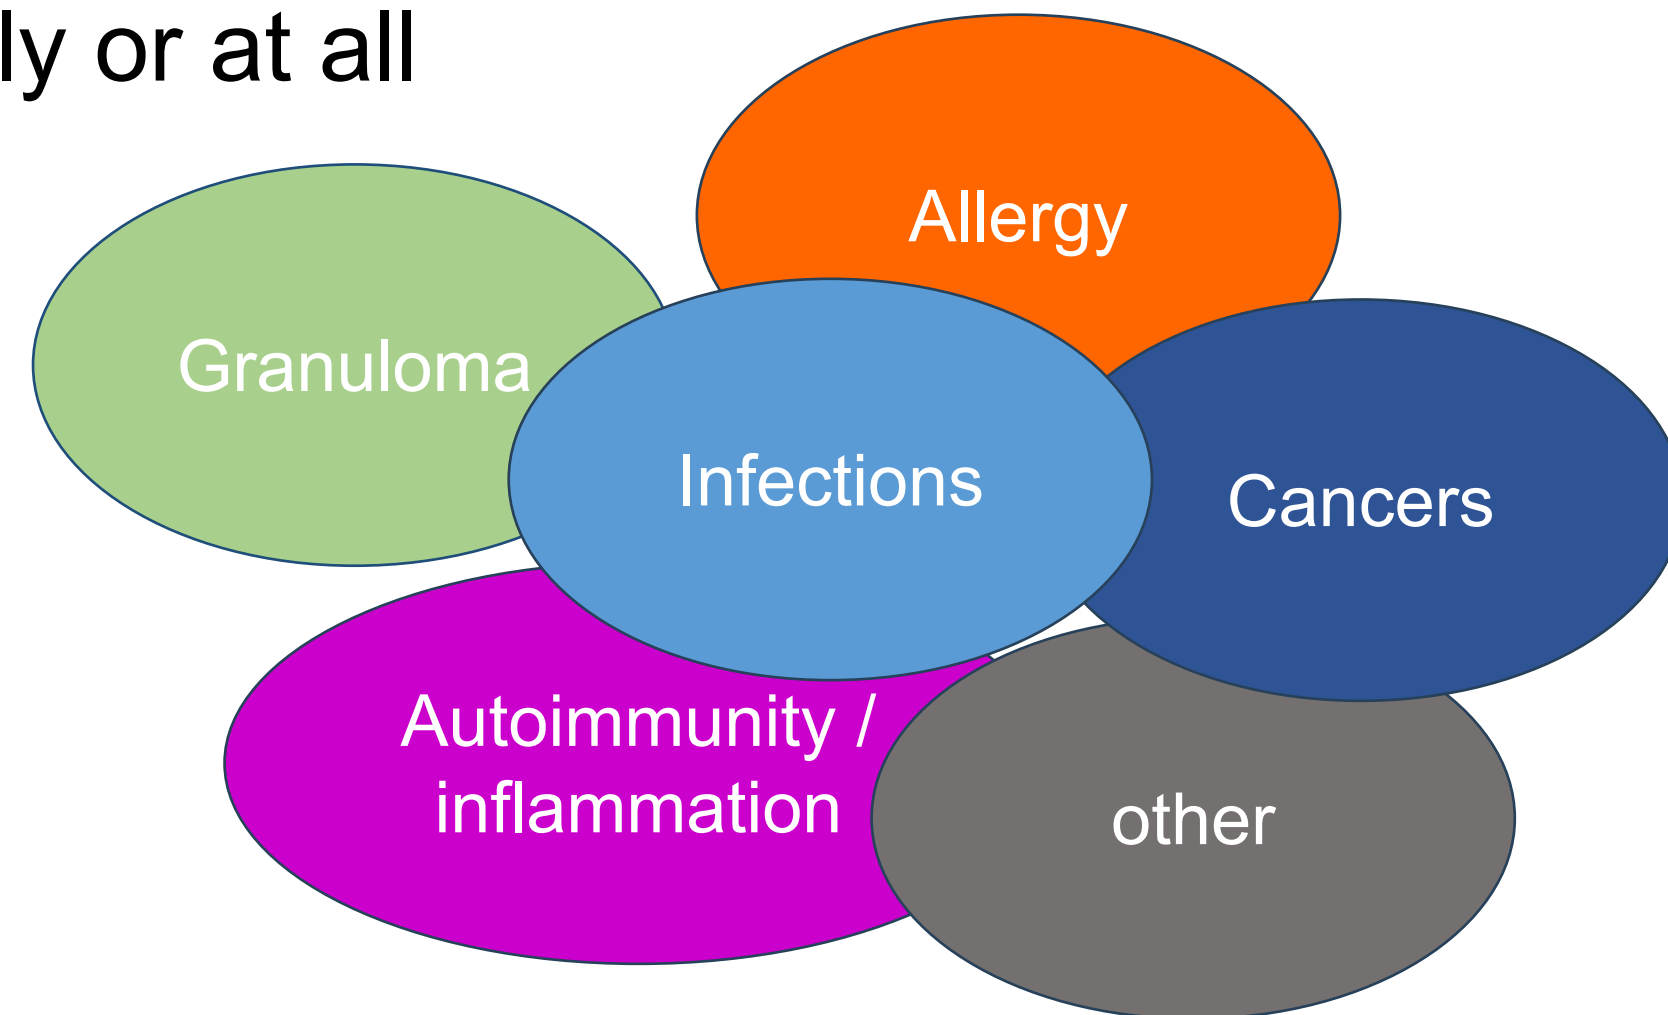 ly or at all
Allergy
Granuloma
Infections
Cancers
Autoimmunity /
inflammation
other